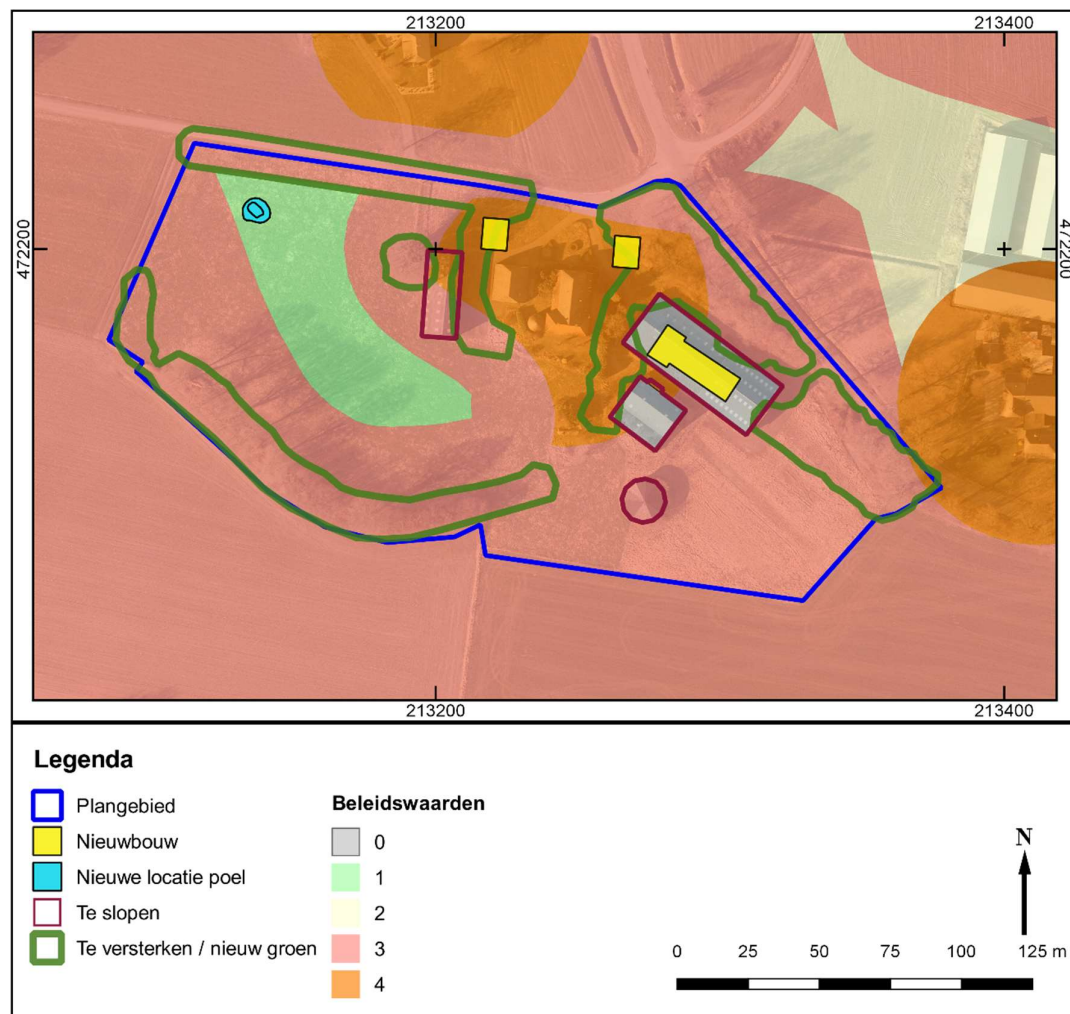 213200 213400
472200 472200
213200 213400
Legenda
Plangebied
Nieuwbouw
Nieuwe locatie poel
Te slopen
Te versterken / nieuw groen
Beleidswaarden
0
1
2
3
4
N
0 25 50 75 100 125 m